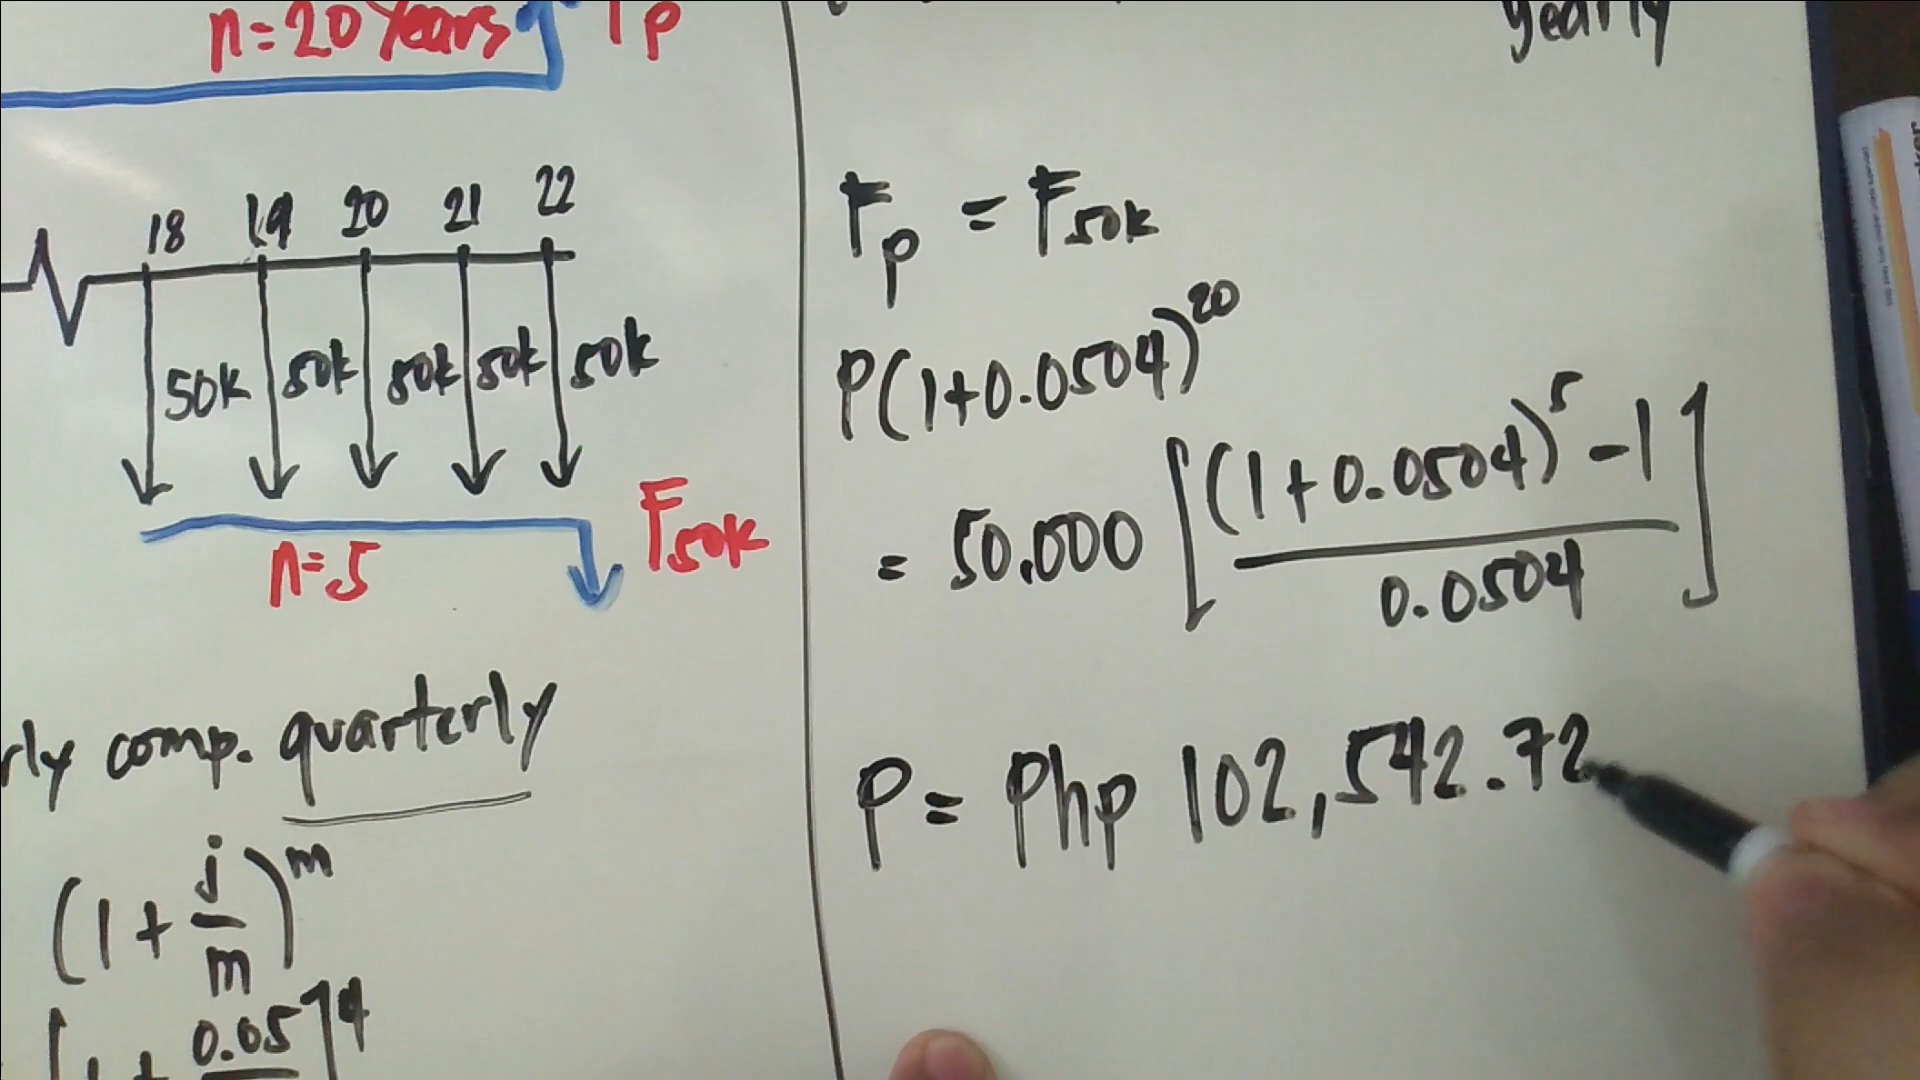 n=20 Years
P
18 19 20 21 22
50k 50k 50k 50k 50k
n=5
F50k
rly comp. quarterly
(1 + j/m)^m
0.05
4
yearly
Fp = F50k
P(1+0.0504)^20
= 50,000 [(1+0.0504)^5 - 1 / 0.0504]
P = Php 102,542.72